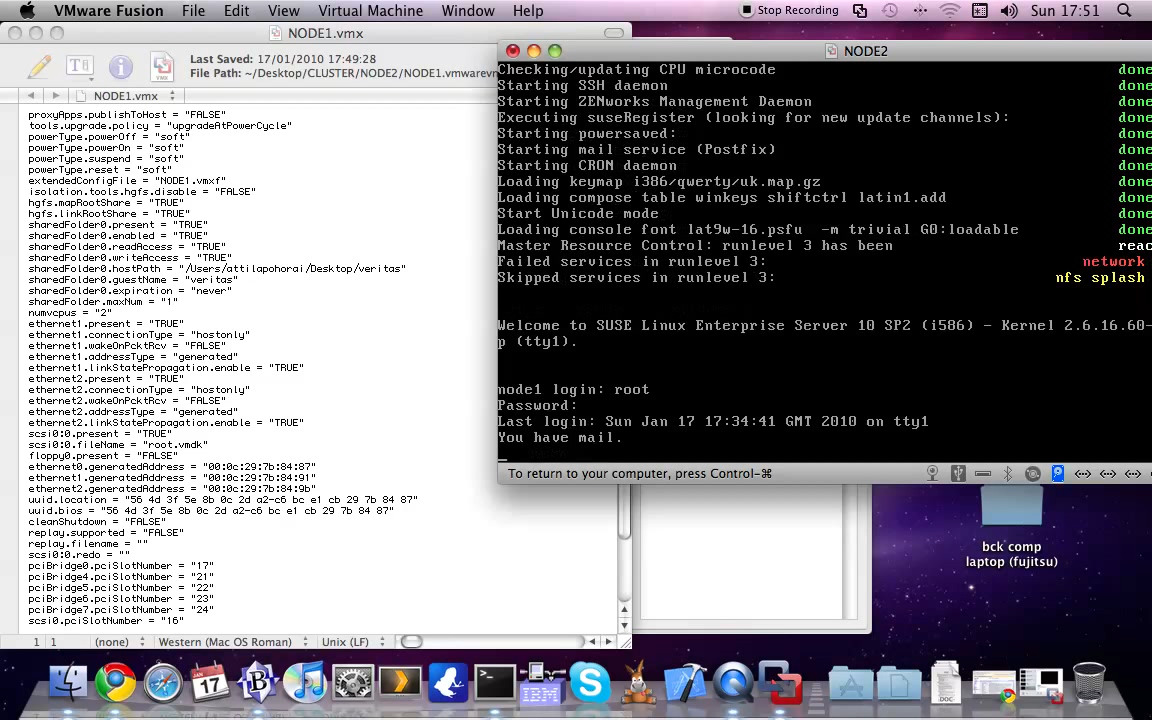 VMware Fusion File Edit View Virtual Machine Window Help Stop Recording Sun 17:51
NODE1.vmx
Last Saved: 17/01/2010 17:49:28
File Path: ~/Desktop/CLUSTER/NODE2/NODE1.vmwarevm
NODE1.vmx
proxyApps.publishToHost = "FALSE"
tools.upgrade.policy = "upgradeAtPowerCycle"
powerType.powerOff = "soft"
powerType.powerOn = "soft"
powerType.suspend = "soft"
powerType.reset = "soft"
extendedConfigFile = "NODE1.vmxf"
isolation.tools.hgfs.disable = "FALSE"
hgfs.mapRootShare = "TRUE"
hgfs.linkRootShare = "TRUE"
sharedFolder0.present = "TRUE"
sharedFolder0.enabled = "TRUE"
sharedFolder0.readAccess = "TRUE"
sharedFolder0.writeAccess = "TRUE"
sharedFolder0.hostPath = "/Users/attilapohorai/Desktop/veritas"
sharedFolder0.guestName = "veritas"
sharedFolder0.expiration = "never"
sharedFolder.maxNum = "1"
numvcpus = "2"
ethernet1.present = "TRUE"
ethernet1.connectionType = "hostonly"
ethernet1.wakeOnPcktRcv = "FALSE"
ethernet1.addressType = "generated"
ethernet1.linkStatePropagation.enable = "TRUE"
ethernet2.present = "TRUE"
ethernet2.connectionType = "hostonly"
ethernet2.wakeOnPcktRcv = "FALSE"
ethernet2.addressType = "generated"
ethernet2.linkStatePropagation.enable = "TRUE"
scsi0:0.present = "TRUE"
scsi0:0.fileName = "root.vmdk"
floppy0.present = "FALSE"
ethernet0.generatedAddress = "00:0c:29:7b:84:87"
ethernet1.generatedAddress = "00:0c:29:7b:84:91"
ethernet2.generatedAddress = "00:0c:29:7b:84:9b"
uuid.location = "56 4d 3f 5e 8b 0c 2d a2-c6 bc e1 cb 29 7b 84 87"
uuid.bios = "56 4d 3f 5e 8b 0c 2d a2-c6 bc e1 cb 29 7b 84 87"
cleanShutdown = "FALSE"
replay.supported = "FALSE"
replay.filename = ""
scsi0:0.redo = ""
pciBridge0.pciSlotNumber = "17"
pciBridge4.pciSlotNumber = "21"
pciBridge5.pciSlotNumber = "22"
pciBridge6.pciSlotNumber = "23"
pciBridge7.pciSlotNumber = "24"
scsi0.pciSlotNumber = "16"
1 1 (none) Western (Mac OS Roman) Unix (LF)
NODE2
Checking/updating CPU microcode done
Starting SSH daemon done
Starting ZENworks Management Daemon done
Executing suseRegister (looking for new update channels): done
Starting powersaved: done
Starting mail service (Postfix) done
Starting CRON daemon done
Loading keymap i386/qwerty/uk.map.gz done
Loading compose table winkeys shiftctrl latin1.add done
Start Unicode mode done
Loading console font lat9w-16.psfu -m trivial G0:loadable done
Master Resource Control: runlevel 3 has been reac
Failed services in runlevel 3: network
Skipped services in runlevel 3: nfs splash
Welcome to SUSE Linux Enterprise Server 10 SP2 (i586) - Kernel 2.6.16.60-
p (tty1).
node1 login: root
Password:
Last login: Sun Jan 17 17:34:41 GMT 2010 on tty1
You have mail.
To return to your computer, press Control-⌘
bck comp
laptop (fujitsu)
JAN
17
IBM
DOC